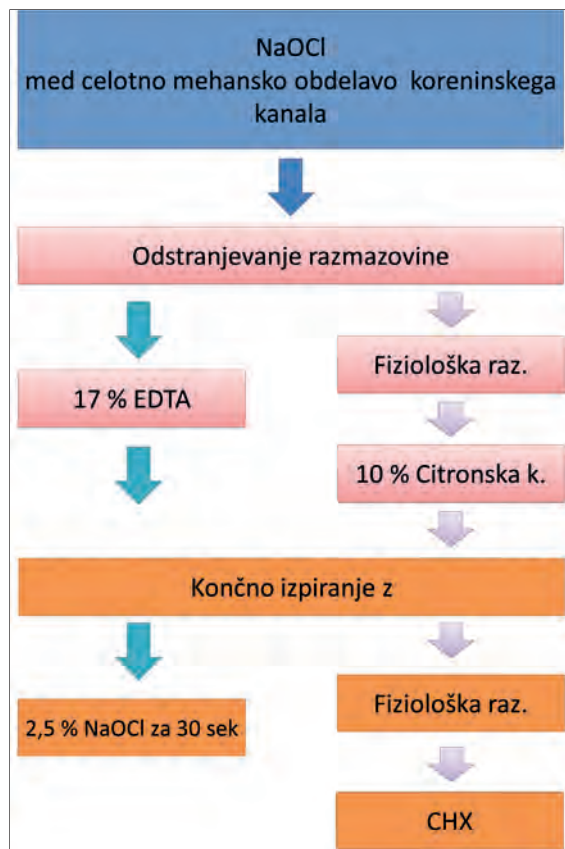 NaOCl
med celotno mehansko obdelavo koreninskega
kanala
Odstranjevanje razmazovine
17 % EDTA
Fiziološka raz.
10 % Citronska k.
Končno izpiranje z
2,5 % NaOCl za 30 sek
Fiziološka raz.
CHX